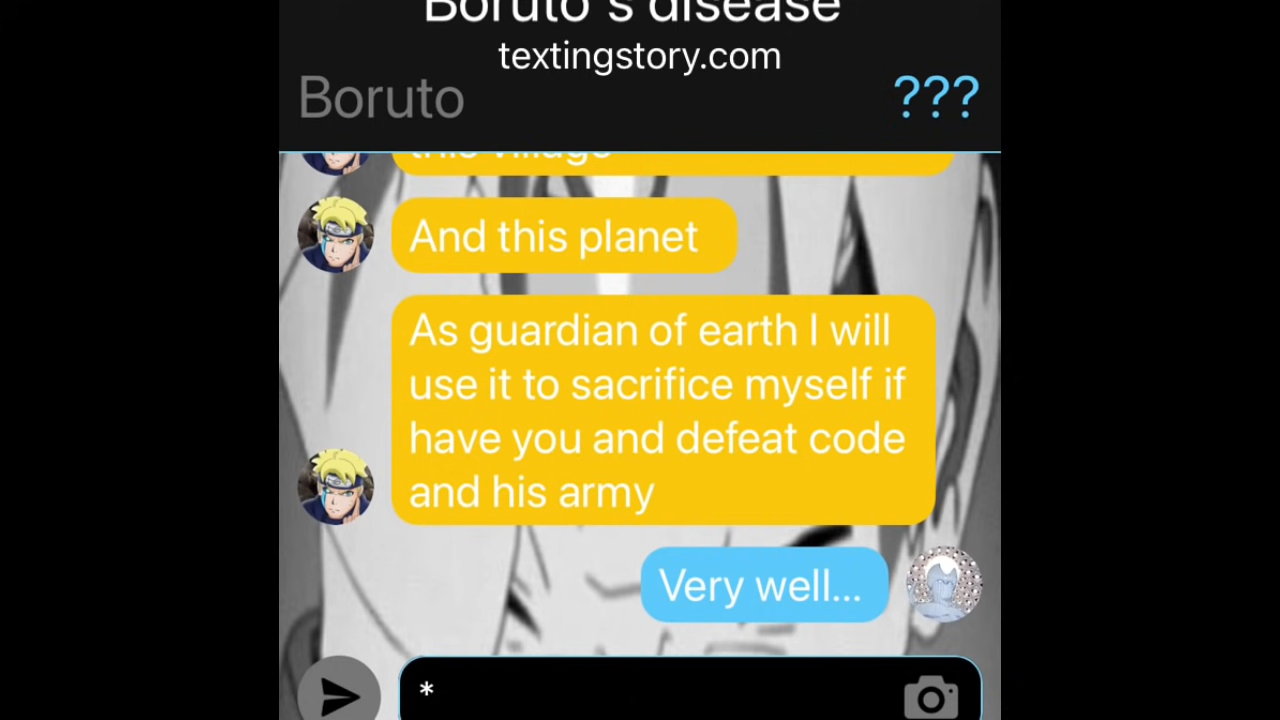 Boruto's disease
textingstory.com
Boruto
???
this village
And this planet
As guardian of earth I will
use it to sacrifice myself if
have you and defeat code
and his army
Very well...
*